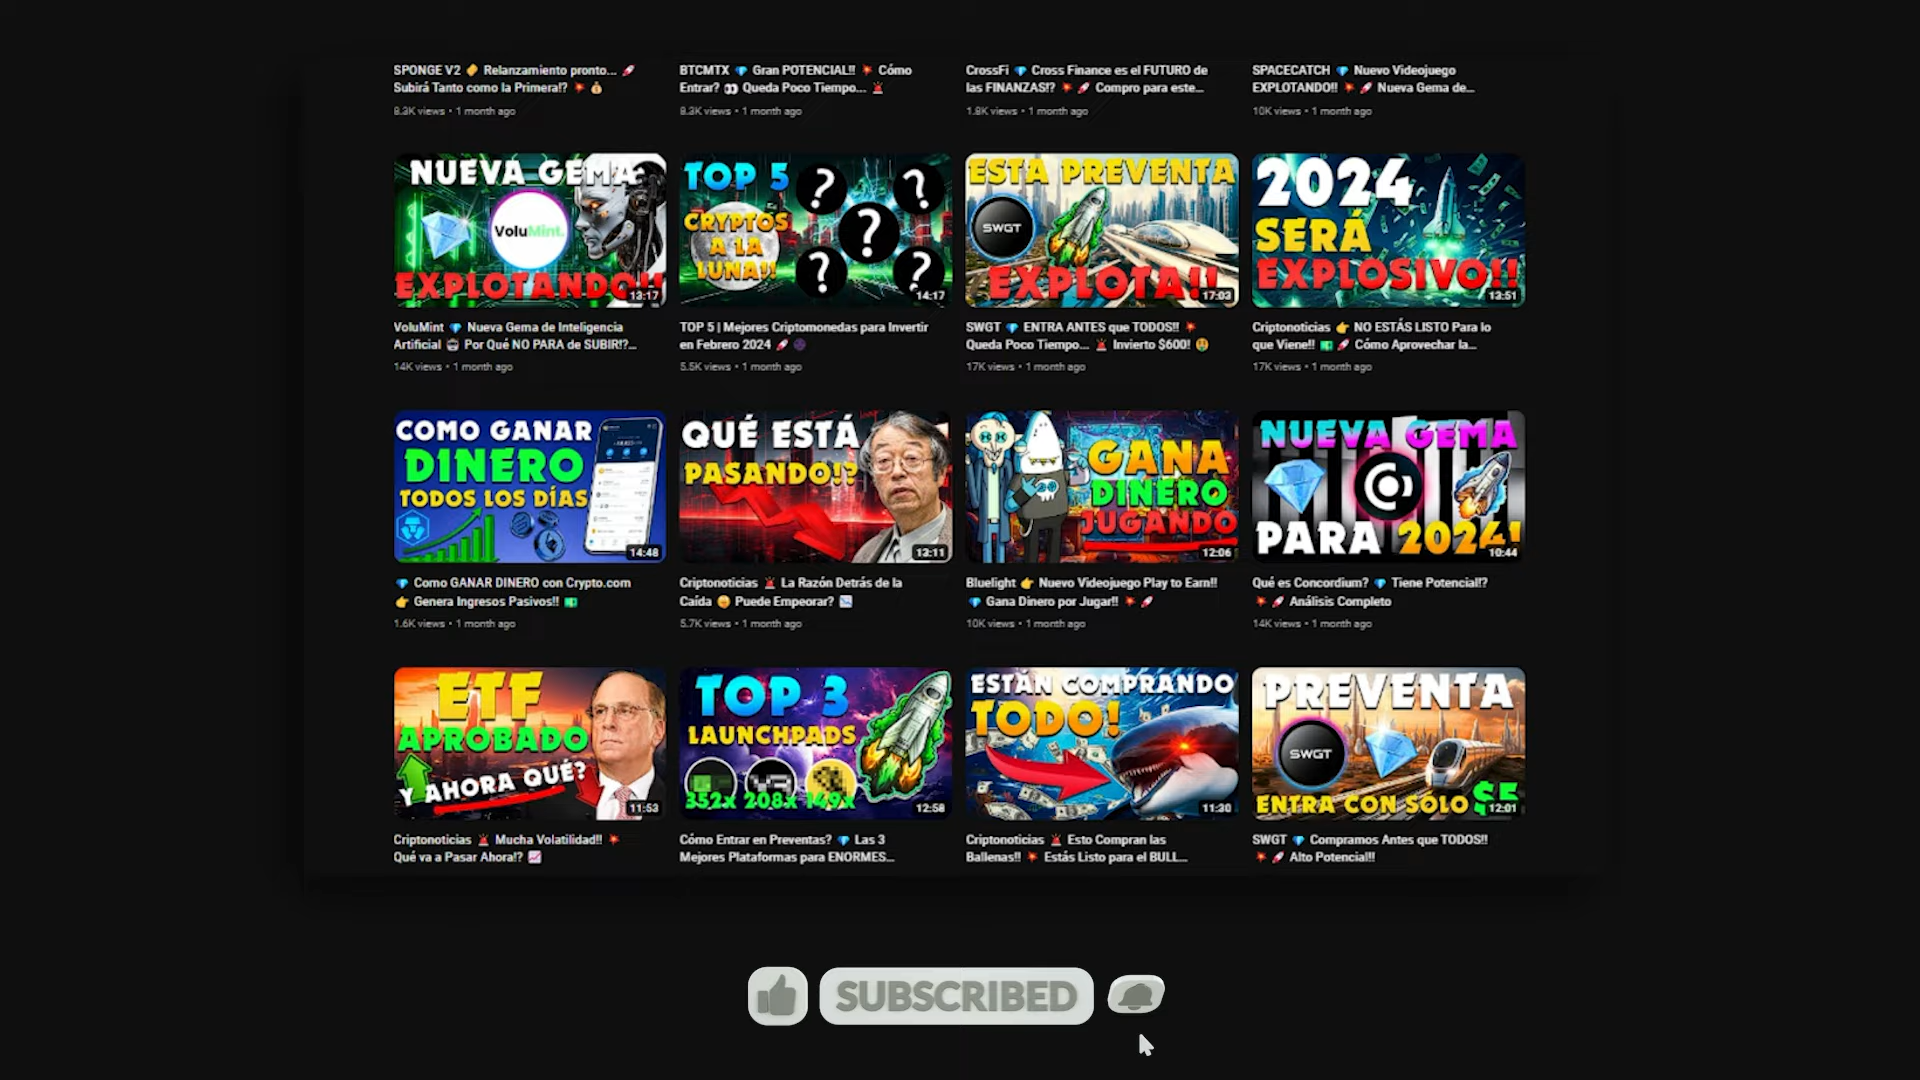 SPONGE V2 Relanzamiento pronto...
Subirá Tanto como la Primera!?
8.3K views • 1 month ago
BTCMTX Gran POTENCIAL!! Cómo
Entrar? Queda Poco Tiempo...
8.3K views • 1 month ago
CrossFi Cross Finance es el FUTURO de
las FINANZAS!? Compro para este...
1.8K views • 1 month ago
SPACECATCH Nuevo Videojuego
EXPLOTANDO!! Nueva Gema de...
10K views • 1 month ago
NUEVA GEMA
VoluMint.
EXPLOTANDO!!
13:17
VoluMint Nueva Gema de Inteligencia
Artificial Por Qué NO PARA de SUBIR!?...
14K views • 1 month ago
TOP 5
CRYPTOS
A LA
LUNA!!
? ? ? ? ?
14:17
TOP 5 | Mejores Criptomonedas para Invertir
en Febrero 2024
5.5K views • 1 month ago
ESTA PREVENTA
SWGT
EXPLOTA!!
17:03
SWGT ENTRA ANTES que TODOS!!
Queda Poco Tiempo... Invierto $600!
17K views • 1 month ago
2024
SERÁ
EXPLOSIVO!!
13:51
Criptonoticias NO ESTÁS LISTO Para lo
que Viene!! Cómo Aprovechar la...
17K views • 1 month ago
COMO GANAR
DINERO
TODOS LOS DÍAS
14:48
Como GANAR DINERO con Crypto.com
Genera Ingresos Pasivos!!
1.6K views • 1 month ago
QUÉ ESTÁ
PASANDO!?
13:11
Criptonoticias La Razón Detrás de la
Caída Puede Empeorar?
5.7K views • 1 month ago
GANA
DINERO
JUGANDO
12:06
Bluelight Nuevo Videojuego Play to Earn!!
Gana Dinero por Jugar!!
10K views • 1 month ago
NUEVA GEMA
PARA 2024!
10:44
Qué es Concordium? Tiene Potencial!?
Análisis Completo
14K views • 1 month ago
ETF
APROBADO
Y AHORA QUÉ?
11:53
Criptonoticias Mucha Volatilidad!!
Qué va a Pasar Ahora!?
TOP 3
LAUNCHPADS
352x 208x 149x
12:58
Cómo Entrar en Preventas? Las 3
Mejores Plataformas para ENORMES...
ESTÁN COMPRANDO
TODO!
11:30
Criptonoticias Esto Compran las
Ballenas!! Estás Listo para el BULL...
PREVENTA
SWGT
ENTRA CON SÓLO $5
12:01
SWGT Compramos Antes que TODOS!!
Alto Potencial!!
SUBSCRIBED